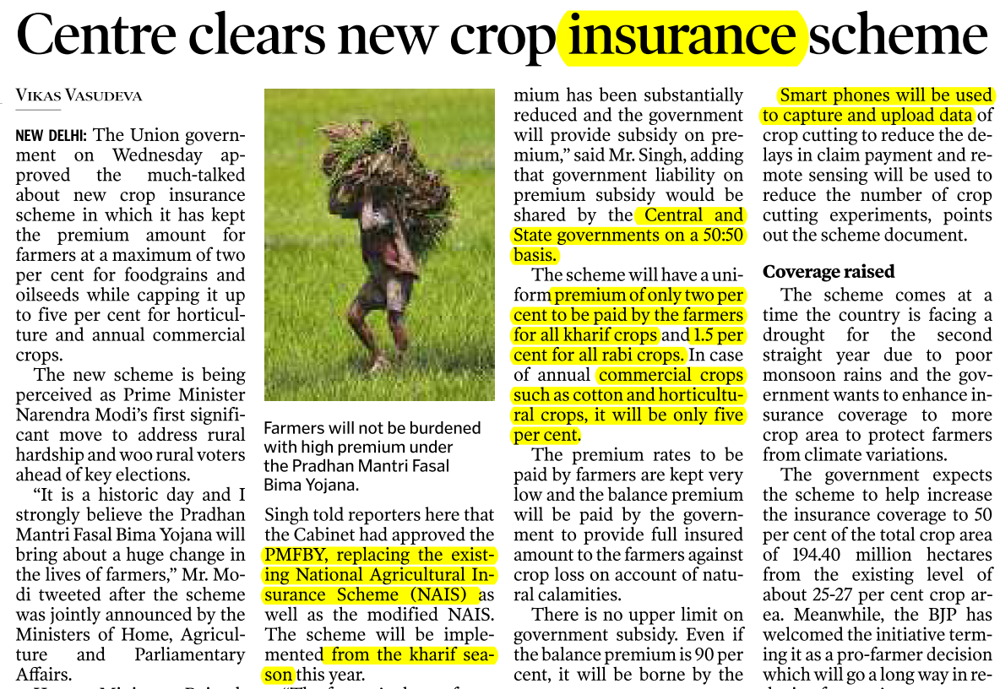 Centre clears new crop insurance scheme
VIKAS VASUDEVA
NEW DELHI: The Union govern-
ment on Wednesday ap-
proved the much-talked
about new crop insurance
scheme in which it has kept
the premium amount for
farmers at a maximum of two
per cent for foodgrains and
oilseeds while capping it up
to five per cent for horticul-
ture and annual commercial
crops.
The new scheme is being
perceived as Prime Minister
Narendra Modi’s first signifi-
cant move to address rural
hardship and woo rural voters
ahead of key elections.
“It is a historic day and I
strongly believe the Pradhan
Mantri Fasal Bima Yojana will
bring about a huge change in
the lives of farmers,” Mr. Mo-
di tweeted after the scheme
was jointly announced by the
Ministers of Home, Agricul-
ture and Parliamentary
Affairs.
Farmers will not be burdened
with high premium under
the Pradhan Mantri Fasal
Bima Yojana.
Singh told reporters here that
the Cabinet had approved the
PMFBY, replacing the exist-
ing National Agricultural In-
surance Scheme (NAIS) as
well as the modified NAIS.
The scheme will be imple-
mented from the kharif sea-
son this year.
mium has been substantially
reduced and the government
will provide subsidy on pre-
mium,” said Mr. Singh, adding
that government liability on
premium subsidy would be
shared by the Central and
State governments on a 50:50
basis.
The scheme will have a uni-
form premium of only two per
cent to be paid by the farmers
for all kharif crops and 1.5 per
cent for all rabi crops. In case
of annual commercial crops
such as cotton and horticultu-
ral crops, it will be only five
per cent.
The premium rates to be
paid by farmers are kept very
low and the balance premium
will be paid by the govern-
ment to provide full insured
amount to the farmers against
crop loss on account of natu-
ral calamities.
There is no upper limit on
government subsidy. Even if
the balance premium is 90 per
cent, it will be borne by the
Smart phones will be used
to capture and upload data of
crop cutting to reduce the de-
lays in claim payment and re-
mote sensing will be used to
reduce the number of crop
cutting experiments, points
out the scheme document.
Coverage raised
The scheme comes at a
time the country is facing a
drought for the second
straight year due to poor
monsoon rains and the gov-
ernment wants to enhance in-
surance coverage to more
crop area to protect farmers
from climate variations.
The government expects
the scheme to help increase
the insurance coverage to 50
per cent of the total crop area
of 194.40 million hectares
from the existing level of
about 25-27 per cent crop ar-
ea. Meanwhile, the BJP has
welcomed the initiative term-
ing it as a pro-farmer decision
which will go a long way in re-